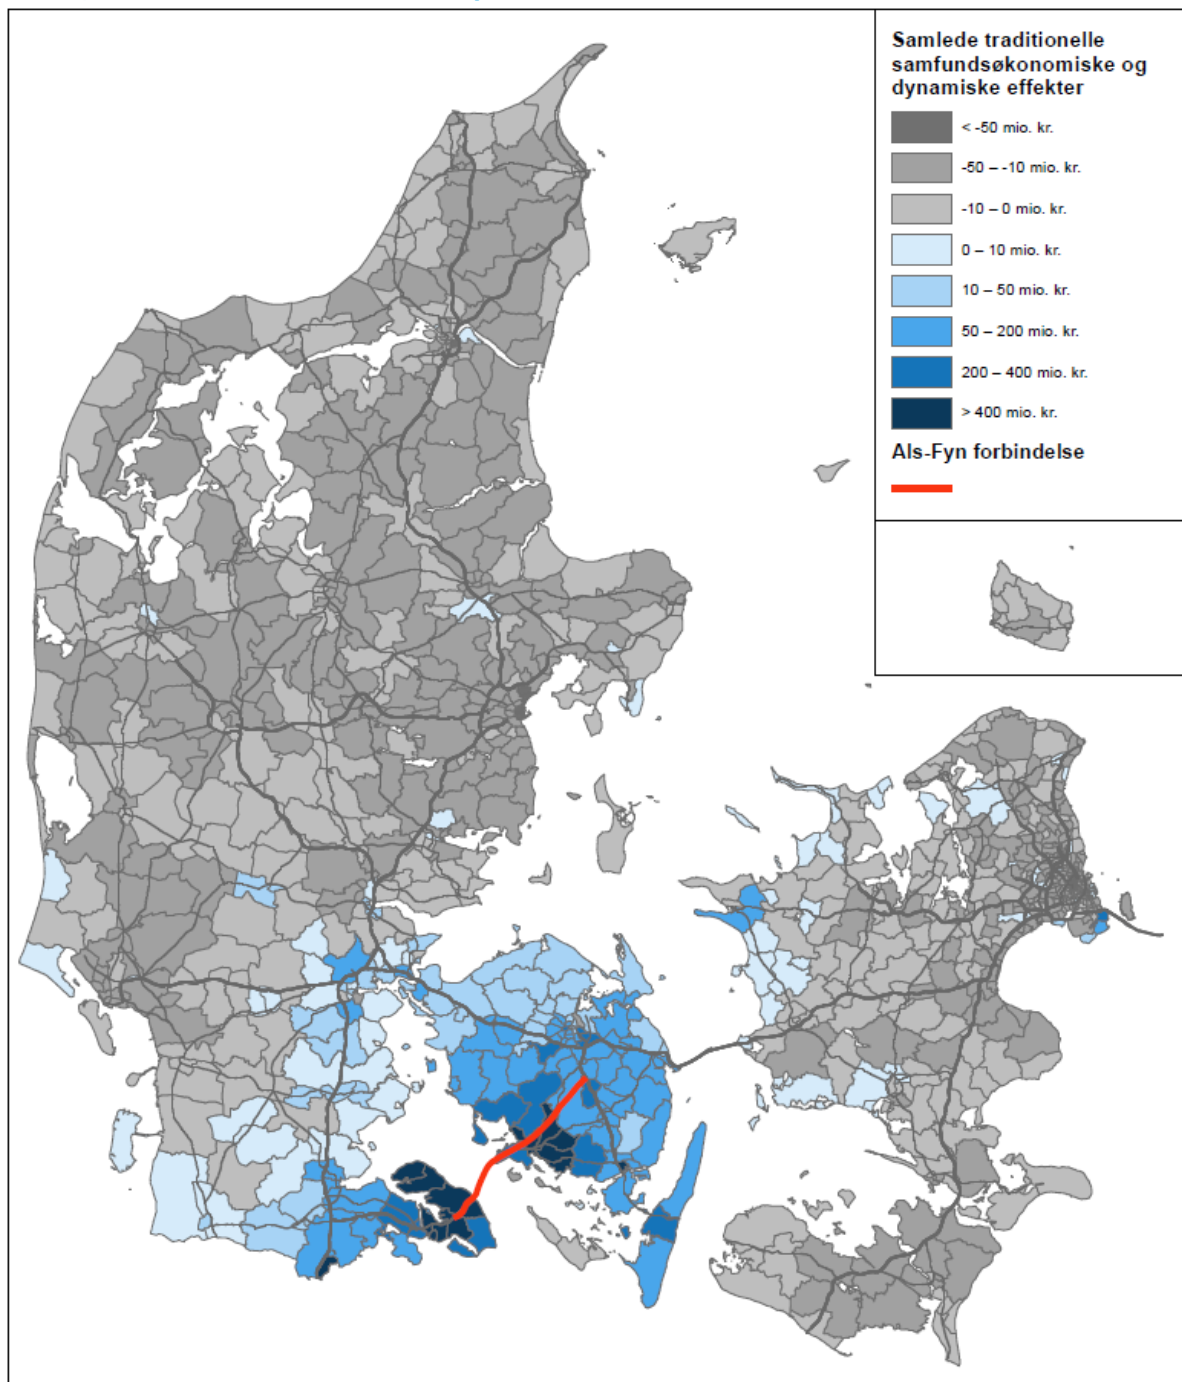 Samlede traditionelle
samfundsøkonomiske og
dynamiske effekter
< -50 mio. kr.
-50 – -10 mio. kr.
-10 – 0 mio. kr.
0 – 10 mio. kr.
10 – 50 mio. kr.
50 – 200 mio. kr.
200 – 400 mio. kr.
> 400 mio. kr.
Als-Fyn forbindelse